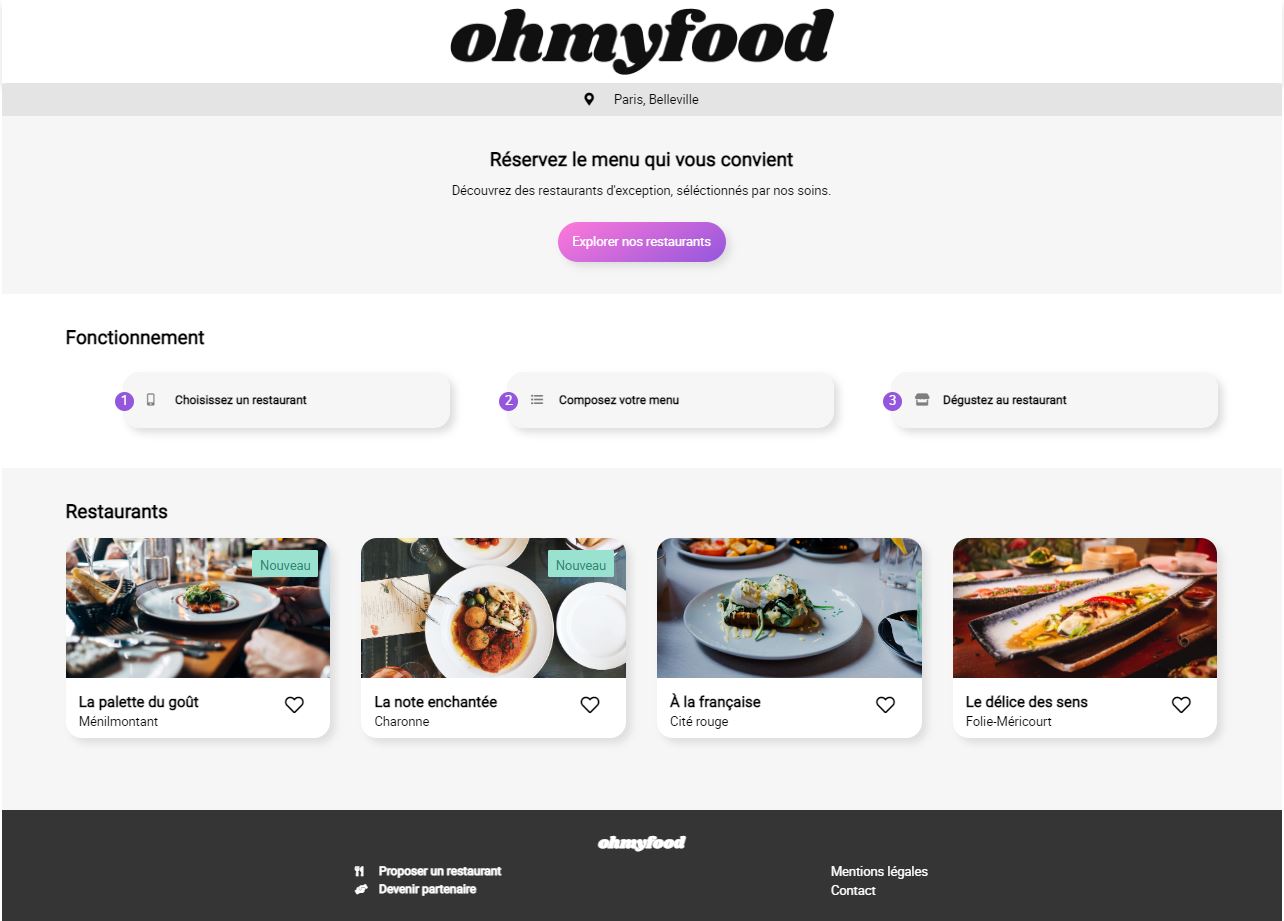 ohmyfood
Paris, Belleville
Réservez le menu qui vous convient
Découvrez des restaurants d'exception, séléctionnés par nos soins.
Explorer nos restaurants
Fonctionnement
1 Choisissez un restaurant
2 Composez votre menu
3 Dégustez au restaurant
Restaurants
Nouveau
La palette du goût
Ménilmontant
Nouveau
La note enchantée
Charonne
À la française
Cité rouge
Le délice des sens
Folie-Méricourt
ohmyfood
Proposer un restaurant
Devenir partenaire
Mentions légales
Contact